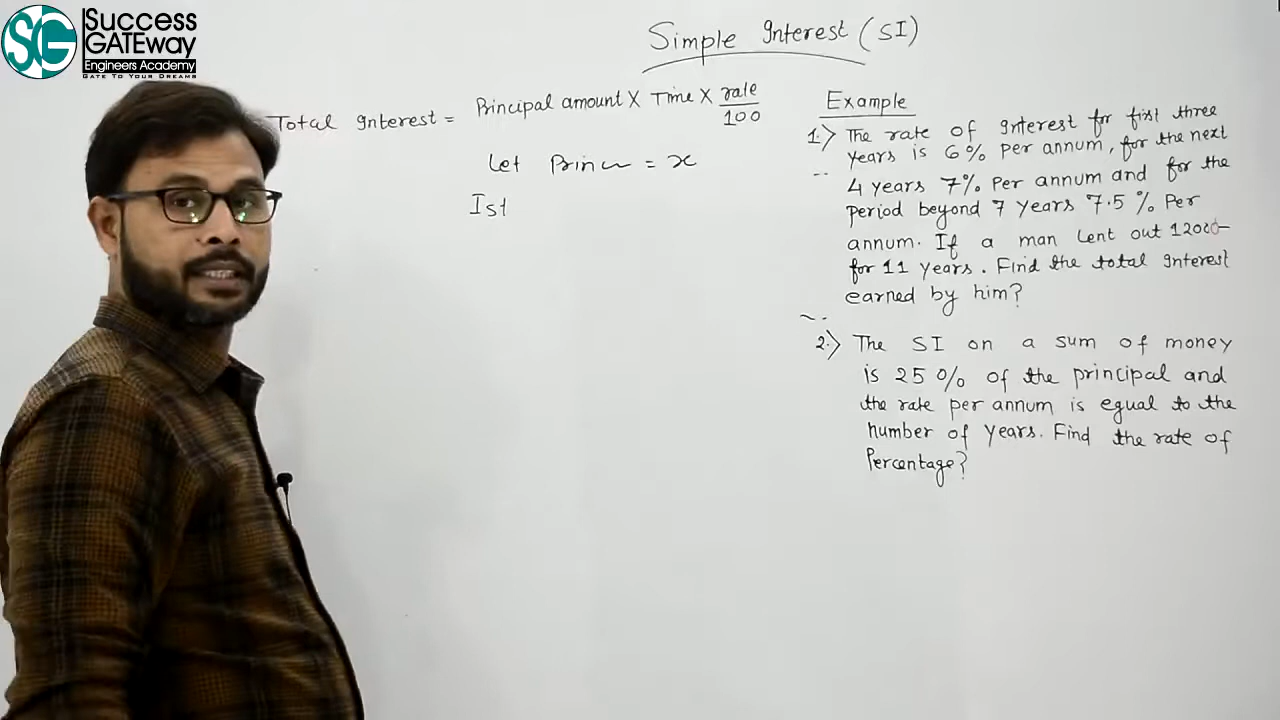 Success
GATEway
Engineers Academy
GATE TO YOUR DREAMS
SG
Simple Interest (SI)
Total Interest = Principal amount X Time X rate
100
Let Princ = x
Ist
Example
1.> The rate of Interest for first three
years is 6% per annum, for the next
4 years 7% per annum and for the
period beyond 7 years 7.5 % Per
annum. If a man lent out
for 11 years. Find the total Interest
earned by him?
2.> The SI on a sum of money
is 25 % of the principal and
the rate per annum is equal to the
number of years. Find the rate of
Percentage?